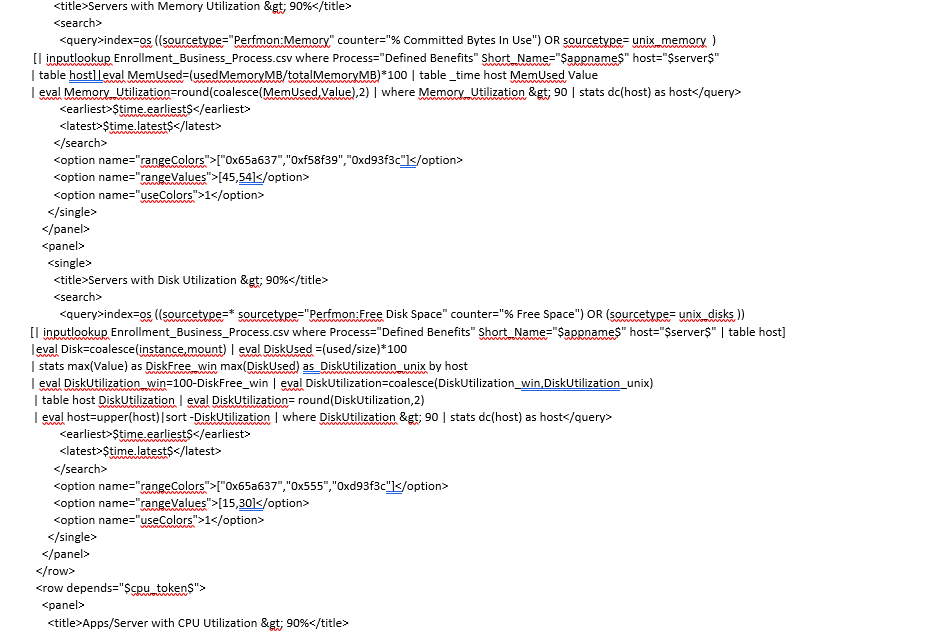 <title>Servers with Memory Utilization &gt; 90%</title>
<search>
<query>index=os ((sourcetype="Perfmon:Memory" counter="% Committed Bytes In Use") OR sourcetype= unix_memory )
[| inputlookup Enrollment_Business_Process.csv where Process="Defined Benefits" Short_Name="$appname$" host="$server$"
| table host]|eval MemUsed=(usedMemoryMB/totalMemoryMB)*100 | table _time host MemUsed Value
| eval Memory_Utilization=round(coalesce(MemUsed,Value),2) | where Memory_Utilization &gt; 90 | stats dc(host) as host</query>
<earliest>$time.earliest$</earliest>
<latest>$time.latest$</latest>
</search>
<option name="rangeColors">["0x65a637","0xf58f39","0xd93f3c"]</option>
<option name="rangeValues">[45,54]</option>
<option name="useColors">1</option>
</single>
</panel>
<panel>
<single>
<title>Servers with Disk Utilization &gt; 90%</title>
<search>
<query>index=os ((sourcetype=* sourcetype="Perfmon:Free Disk Space" counter="% Free Space") OR (sourcetype= unix_disks ))
[| inputlookup Enrollment_Business_Process.csv where Process="Defined Benefits" Short_Name="$appname$" host="$server$" | table host]
|eval Disk=coalesce(instance,mount) | eval DiskUsed =(used/size)*100
| stats max(Value) as DiskFree_win max(DiskUsed) as DiskUtilization_unix by host
| eval DiskUtilization_win=100-DiskFree_win | eval DiskUtilization=coalesce(DiskUtilization_win,DiskUtilization_unix)
| table host DiskUtilization | eval DiskUtilization= round(DiskUtilization,2)
| eval host=upper(host)|sort -DiskUtilization | where DiskUtilization &gt; 90 | stats dc(host) as host</query>
<earliest>$time.earliest$</earliest>
<latest>$time.latest$</latest>
</search>
<option name="rangeColors">["0x65a637","0x555","0xd93f3c"]</option>
<option name="rangeValues">[15,30]</option>
<option name="useColors">1</option>
</single>
</panel>
</row>
<row depends="$cpu_token$">
<panel>
<title>Apps/Server with CPU Utilization &gt; 90%</title>